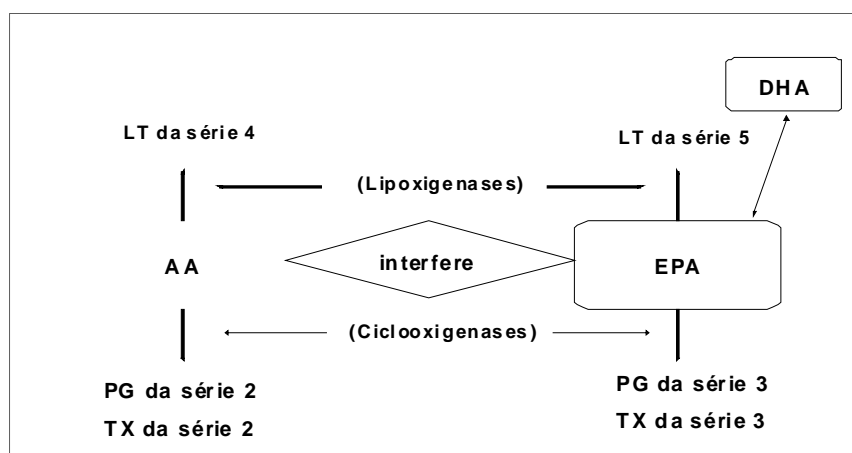 DHA
LT da série 4
LT da série 5
(Lipoxigenases)
AA
interfere
EPA
(Ciclooxigenases)
PG da série 2
TX da série 2
PG da série 3
TX da série 3